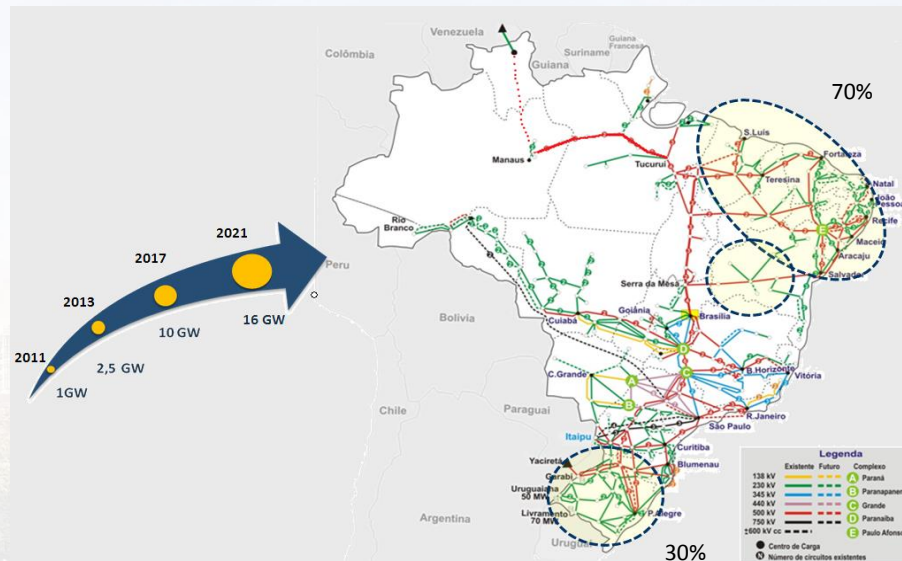 Venezuela
Colômbia
Guiana
Suriname
Guiana
Francesa
70%
S.Luís
Fortaleza
Manaus
Tucuruí
Teresina
Natal
João
Pessoa
Recife
Maceió
Aracaju
Salvador
E
Rio
Branco
Peru
Serra da Mesa
Bolívia
Cuiabá
Goiânia
Brasília
D
C
A
B
C.Grande
B.Horizonte
Vitória
R.Janeiro
São Paulo
Chile
Paraguai
Itaipu
Curitiba
Yaciretá
Garabi
Blumenau
Uruguaiana
50 MW
Livramento
70 MW
P.Alegre
Argentina
Uruguai
30%
2011
2013
2017
2021
1GW
2,5 GW
10 GW
16 GW
Legenda
Existente Futuro Complexo
138 kV A Paraná
230 kV B
345 kV C Grande
440 kV D Paranaíba
500 kV E Paulo Afonso
750 kV
±600 kV cc
Centro de Carga
N Número de circuitos existentes